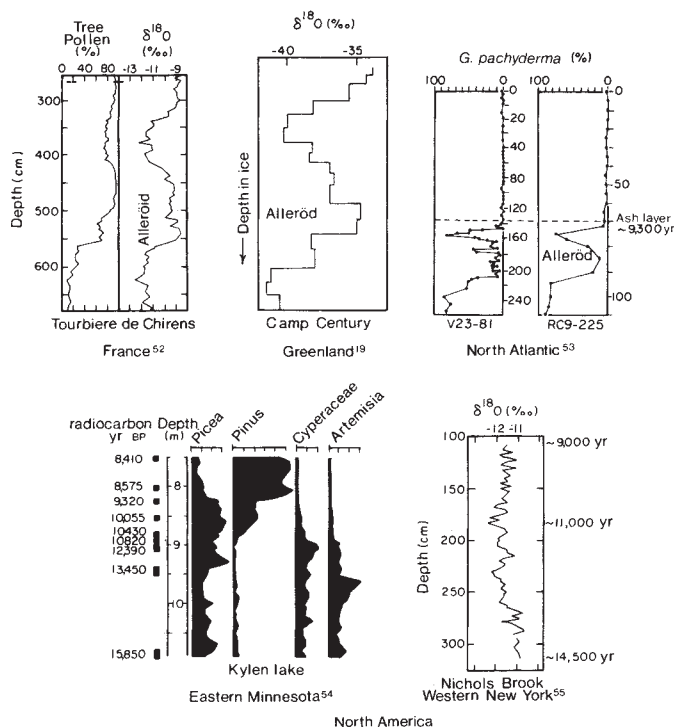 Tree
Pollen
(‰)
0 40 80
δ¹⁸O
(‰)
-13 -11 -9
Depth (cm)
300
400
500
600
Alleröid
Tourbiere de Chirens
France⁵²
δ¹⁸O (‰)
-40 -35
Depth in ice
Alleröd
Camp Century
Greenland¹⁹
G. pachyderma (%)
100 0
0
40
80
120
160
200
240
V23-81
100 0
0
50
100
Ash layer
~9,300 yr
Alleröd
RC9-225
North Atlantic⁵³
radiocarbon
yr BP
Depth
(m)
Picea
Pinus
Cyperaceae
Artemisia
8,410
8,575
9,320
10,055
10,430
10,820
12,390
13,450
15,850
8
9
10
Kylen lake
Eastern Minnesota⁵⁴
δ¹⁸O (‰)
-12 -11
Depth (cm)
100
150
200
250
300
~9,000 yr
~11,000 yr
~14,500 yr
Nichols Brook
Western New York⁵⁵
North America